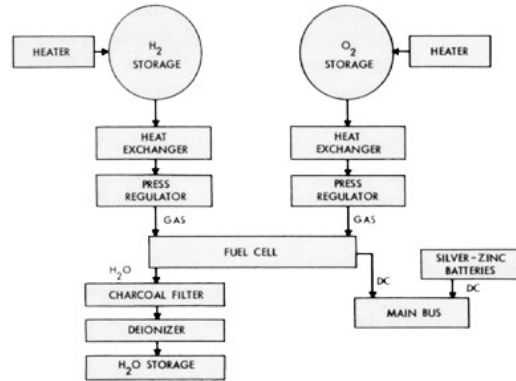 HEATER
H2
STORAGE
O2
STORAGE
HEATER
HEAT
EXCHANGER
HEAT
EXCHANGER
PRESS
REGULATOR
PRESS
REGULATOR
GAS
GAS
FUEL CELL
SILVER-ZINC
BATTERIES
H2O
DC
DC
CHARCOAL FILTER
MAIN BUS
DEIONIZER
H2O STORAGE